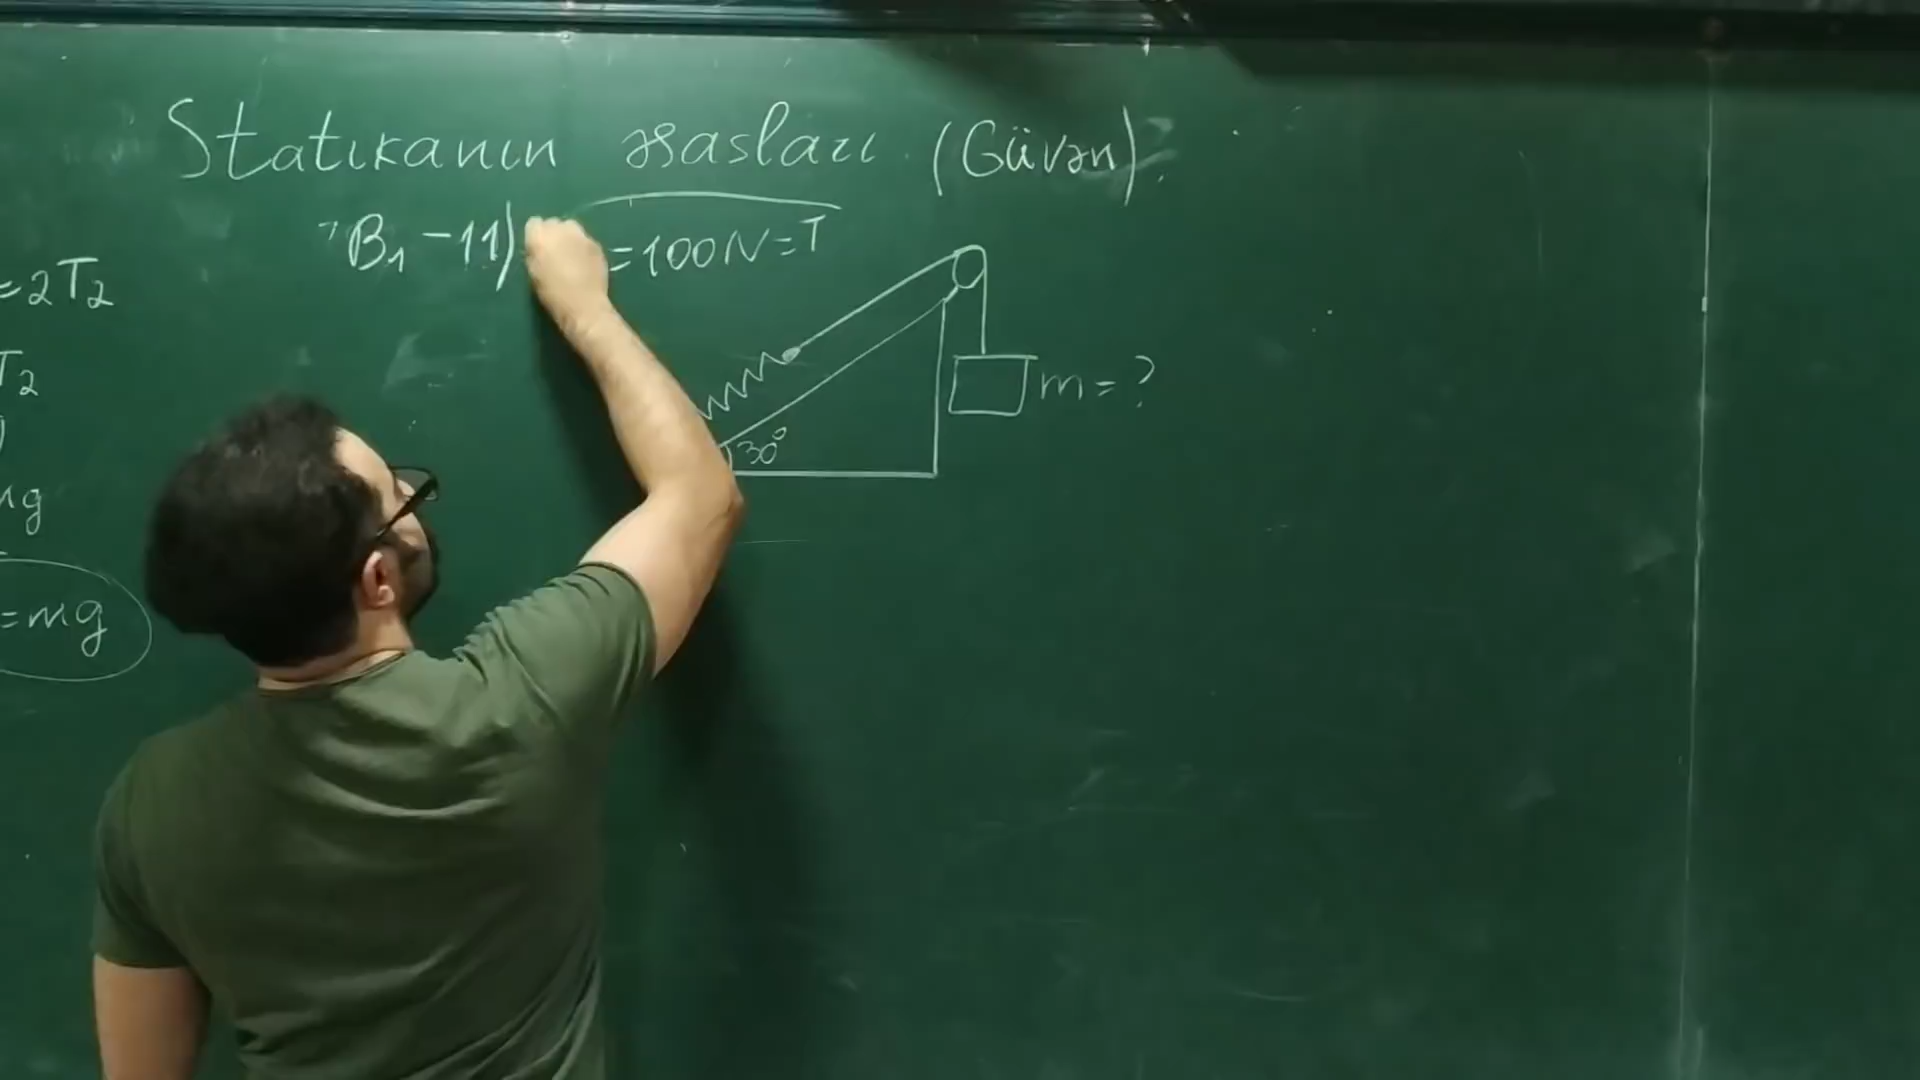 Statikanın əsasları (Güvən)
B₁ - 11) = 100N = T
= 2T₂
T₂
mg
= mg
m = ?
30°